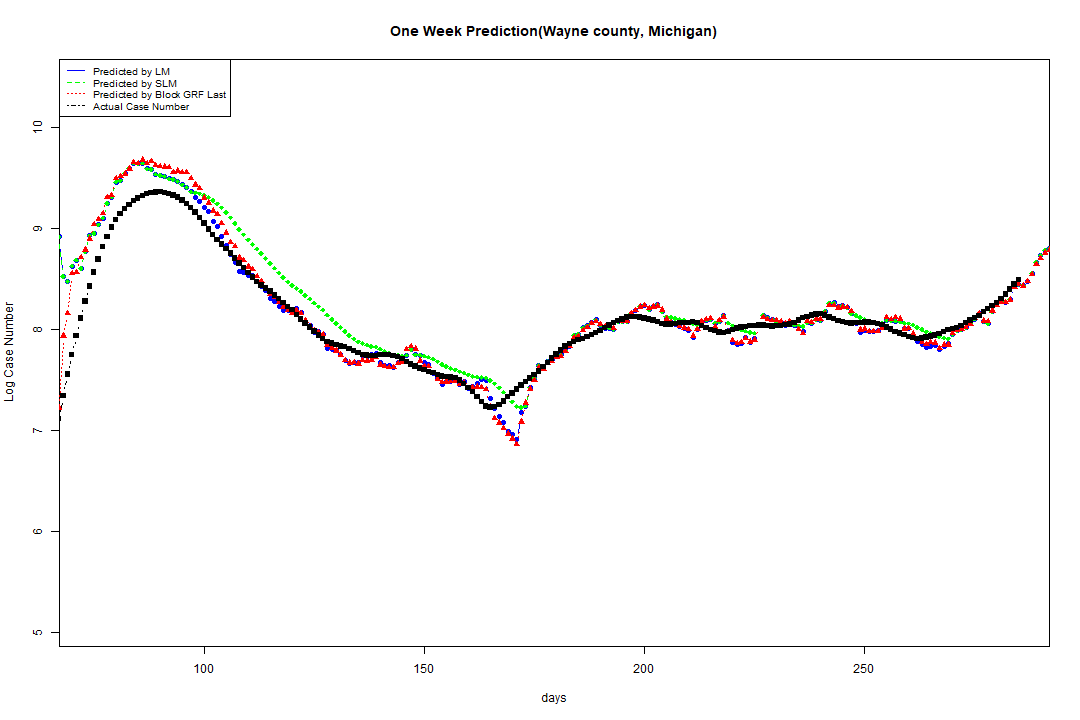 One Week Prediction(Wayne county, Michigan)
Predicted by LM
Predicted by SLM
Predicted by Block GRF Last
Actual Case Number
10
9
8
7
6
5
Log Case Number
100 150 200 250
days